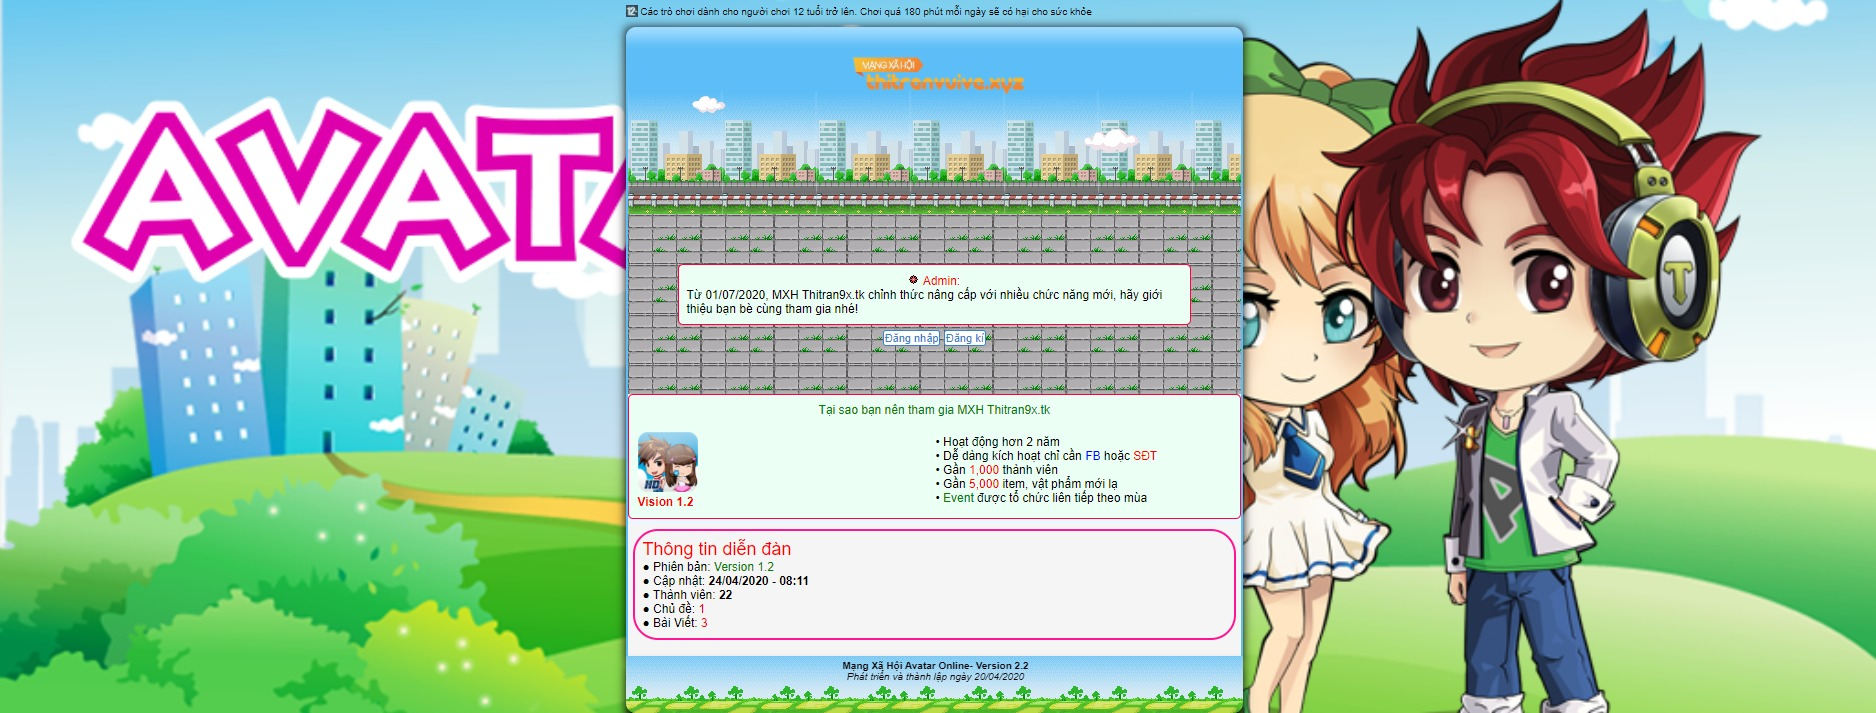 12 Các trò chơi dành cho người chơi 12 tuổi trở lên. Chơi quá 180 phút mỗi ngày sẽ có hại cho sức khỏe
MẠNG XÃ HỘI
thitranvuive.xyz
AVATA
Admin:
Từ 01/07/2020, MXH Thitran9x.tk chỉnh thức nâng cấp với nhiều chức năng mới, hãy giới
thiệu bạn bè cùng tham gia nhé!
Đăng nhập Đăng kí
Tại sao bạn nên tham gia MXH Thitran9x.tk
HD
Vision 1.2
• Hoạt động hơn 2 năm
• Dễ dàng kích hoạt chỉ cần FB hoặc SĐT
• Gần 1,000 thành viên
• Gần 5,000 item, vật phẩm mới lạ
• Event được tổ chức liên tiếp theo mùa
Thông tin diễn đàn
● Phiên bản: Version 1.2
● Cập nhật: 24/04/2020 - 08:11
● Thành viên: 22
● Chủ đề: 1
● Bài Viết: 3
Mạng Xã Hội Avatar Online- Version 2.2
Phát triển và thành lập ngày 20/04/2020